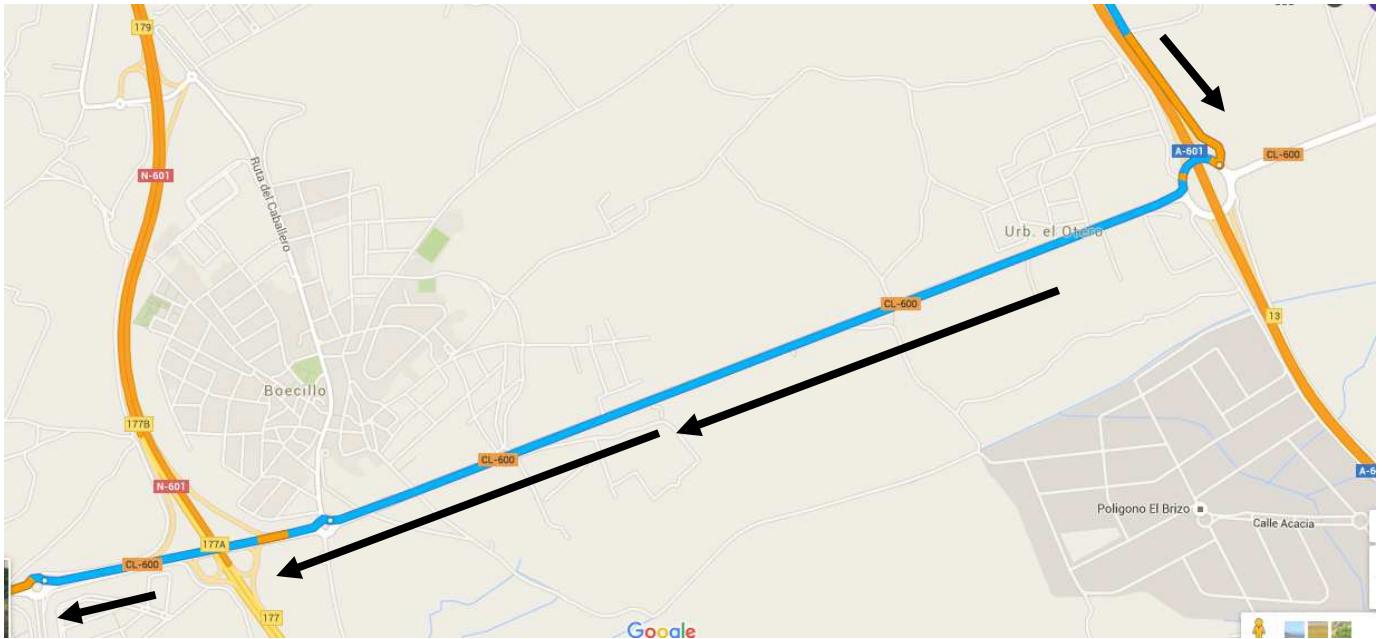 179
N-601
Ruta del Caballero
A-601
CL-600
Urb. el Otero
CL-600
13
Boecillo
177B
CL-600
N-601
Poligono El Brizo
Calle Acacia
177A
CL-600
177
Google